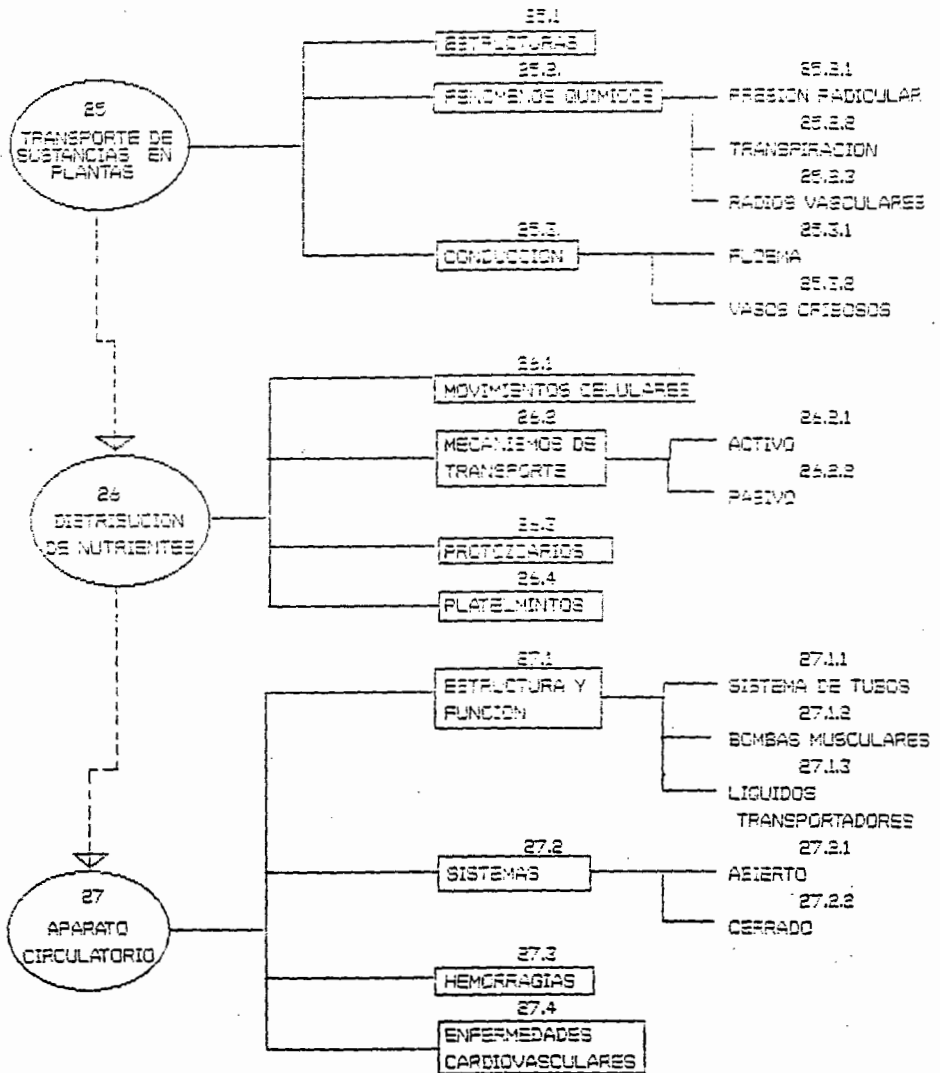 25
TRANSPORTE DE
SUSTANCIAS EN
PLANTAS
25.1
ESTRUCTURAS
25.2.
FENOMENOS QUIMICOS
25.2.1
PRESION RADICULAR
25.2.2
TRANSPIRACION
25.2.3
RADIOS VASCULARES
25.3.
CONDUCCION
25.3.1
FLOEMA
25.3.2
VASOS CRIBOSOS
26
DISTRIBUCION
DE NUTRIENTES
26.1
MOVIMIENTOS CELULARES
26.2
MECANISMOS DE
TRANSPORTE
26.2.1
ACTIVO
26.2.2
PASIVO
26.3
PROTOZOARIOS
26.4
PLATELMINTOS
27
APARATO
CIRCULATORIO
27.1
ESTRUCTURA Y
FUNCION
27.1.1
SISTEMA DE TUBOS
27.1.2
BOMBAS MUSCULARES
27.1.3
LIQUIDOS
TRANSPORTADORES
27.2
SISTEMAS
27.2.1
ABIERTO
27.2.2
CERRADO
27.3
HEMORRAGIAS
27.4
ENFERMEDADES
CARDIOVASCULARES